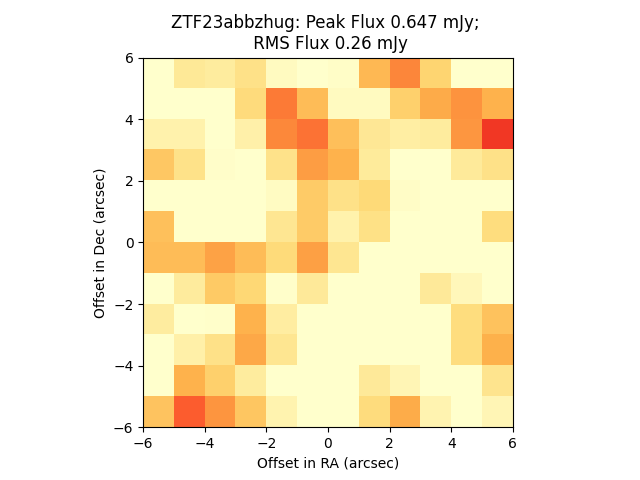 ZTF23abbzhug: Peak Flux 0.647 mJy;
RMS Flux 0.26 mJy
6
4
2
0
−2
−4
−6
Offset in Dec (arcsec)
−6 −4 −2 0 2 4 6
Offset in RA (arcsec)